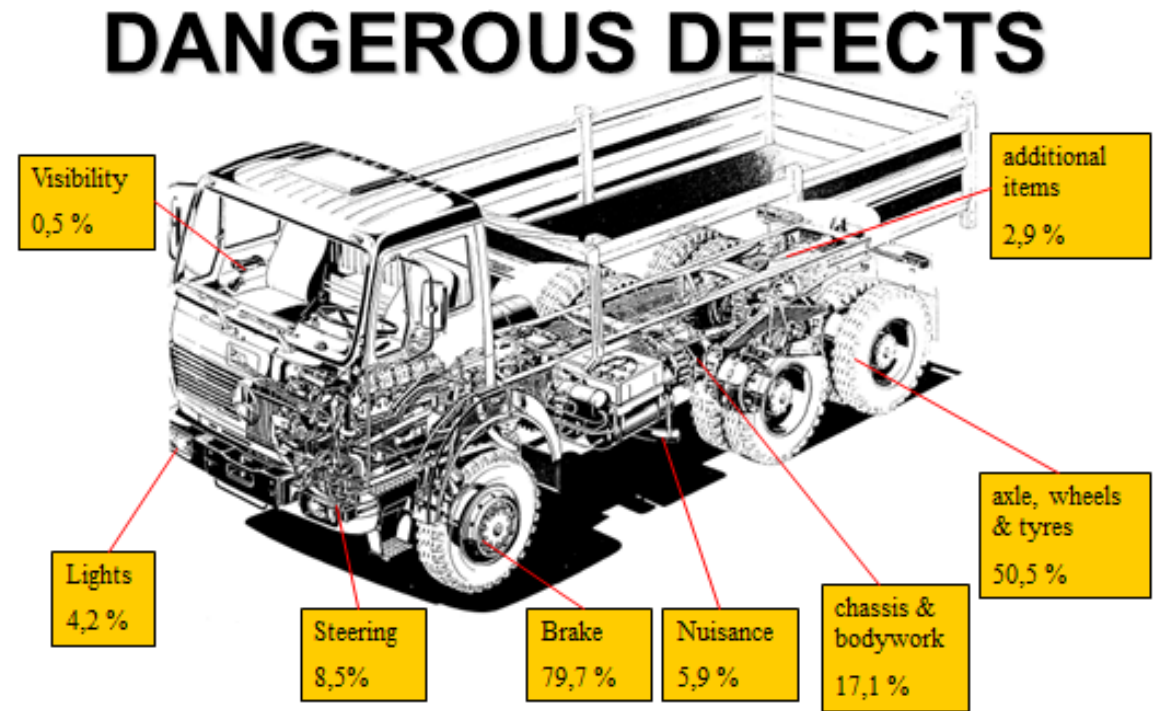 DANGEROUS DEFECTS
Visibility
0,5 %
additional
items
2,9 %
axle, wheels
& tyres
50,5 %
Lights
4,2 %
Steering
8,5%
Brake
79,7 %
Nuisance
5,9 %
chassis &
bodywork
17,1 %